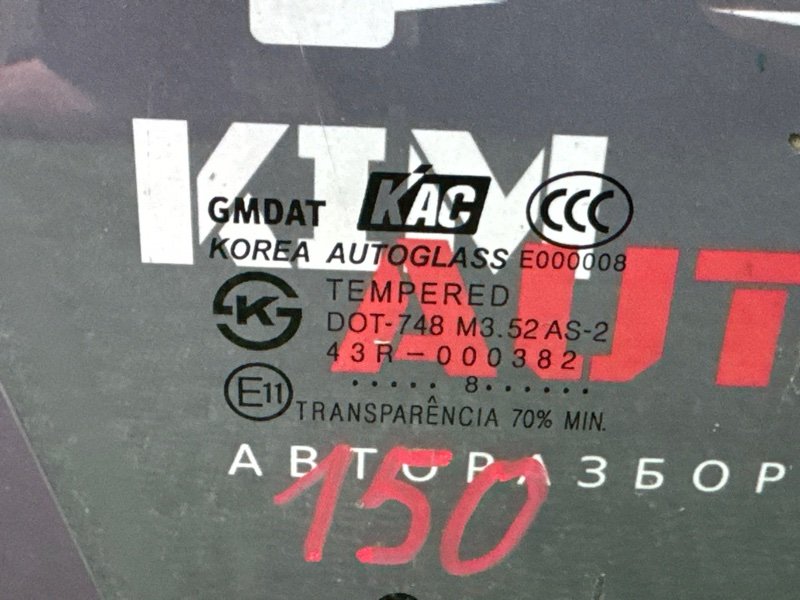 KIM
AUT
GMDAT KAC CCC
KOREA AUTOGLASS E000008
K
TEMPERED
DOT-748 M3.52 AS-2
43R-000382
E11
.....8......
TRANSPARÊNCIA 70% MIN.
АВТОРАЗБОР
150